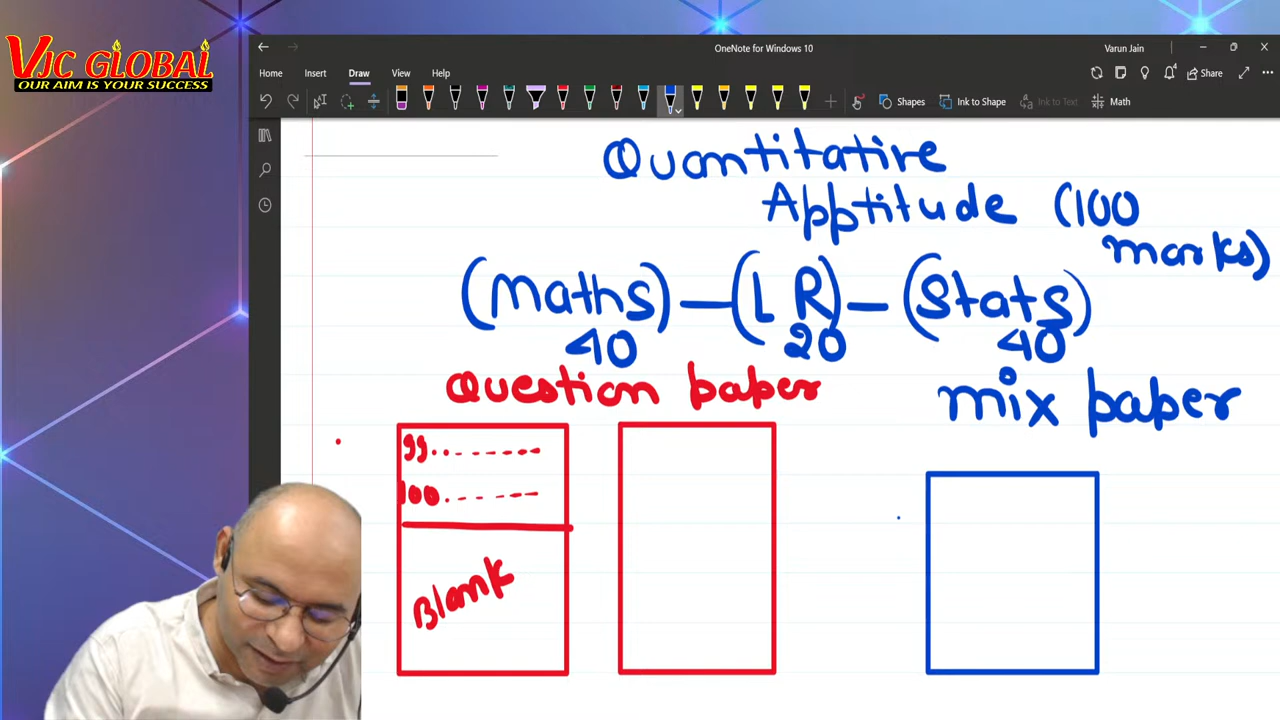 VJC GLOBAL
OUR AIM IS YOUR SUCCESS
OneNote for Windows 10
Varun Jain
Home Insert Draw View Help
Share
Shapes Ink to Shape Ink to Text Math
Quantitative
Apptitude (100
marks)
(Maths) — (LR) — (Stats)
40 20 40
Question paper
mix paper
99..--------
100.--------
Blank